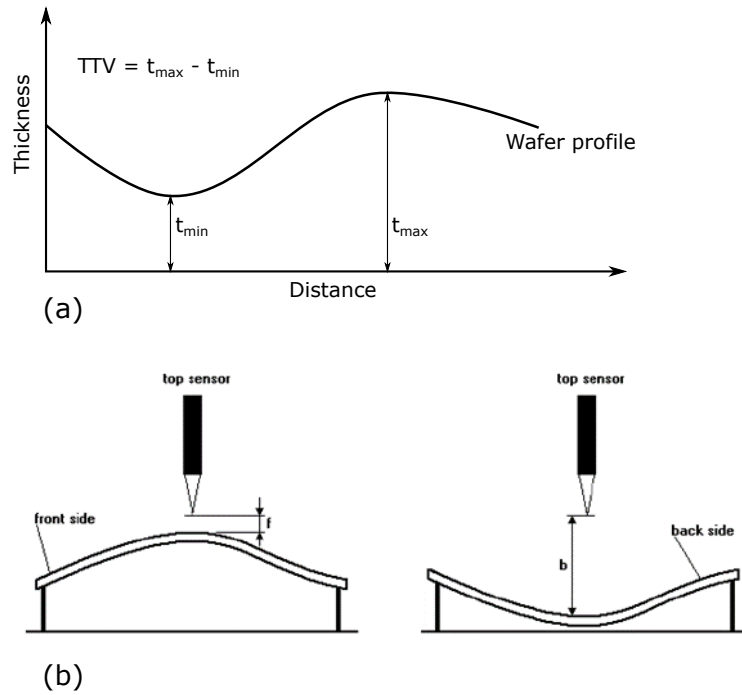 Thickness
TTV = tmax - tmin
Wafer profile
tmin
tmax
Distance
(a)
top sensor
top sensor
front side
f
back side
b
(b)